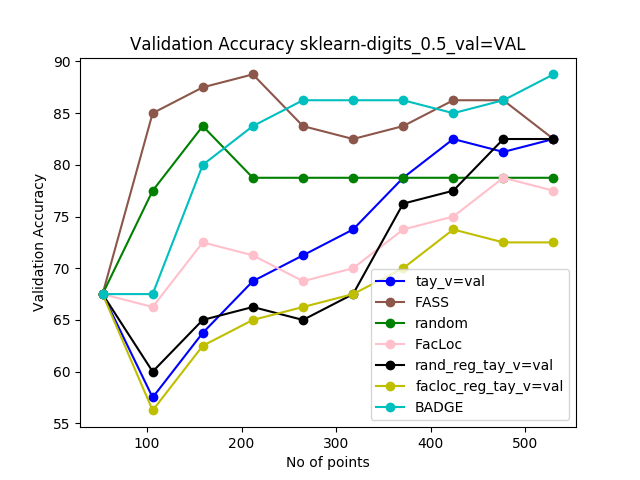 Validation Accuracy sklearn-digits_0.5_val=VAL
90
85
80
75
70
65
60
55
Validation Accuracy
100
200
300
400
500
No of points
tay_v=val
FASS
random
FacLoc
rand_reg_tay_v=val
facloc_reg_tay_v=val
BADGE